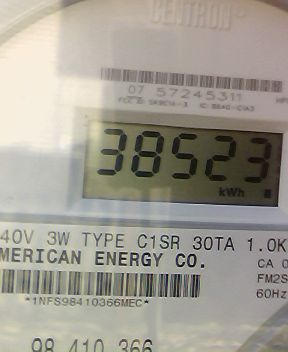 CENTRON®
07 57245311
38523
kWh
40V 3W TYPE C1SR 30TA 1.0K
MERICAN ENERGY CO.
CA 0
FM2S
60Hz
*1NFS98410366MEC*
98 410 366